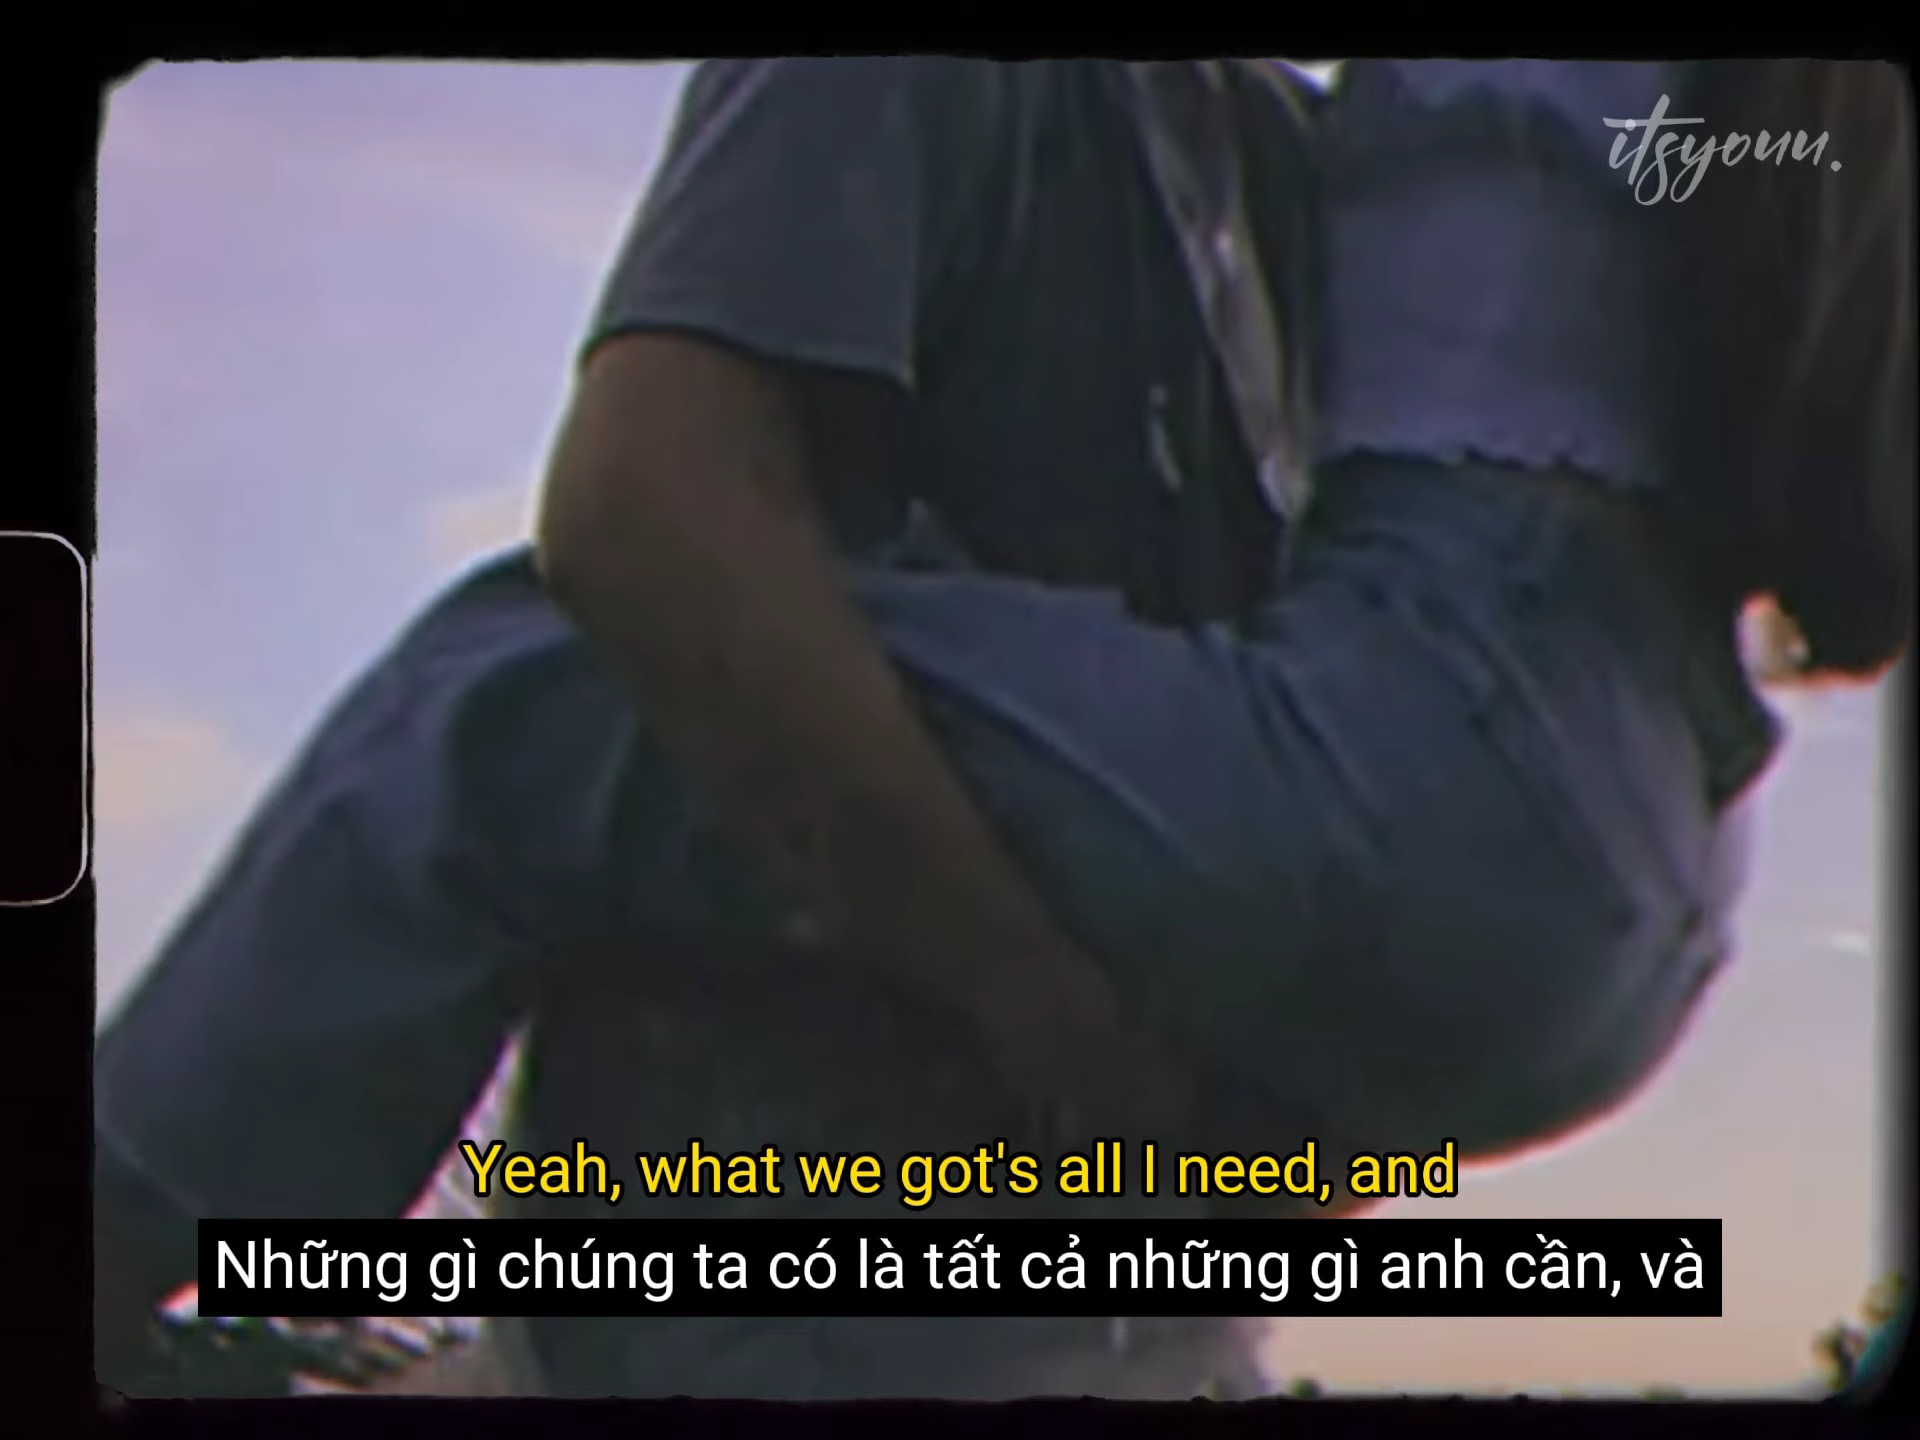 itsyouu.
Yeah, what we got's all I need, and
Những gì chúng ta có là tất cả những gì anh cần, và